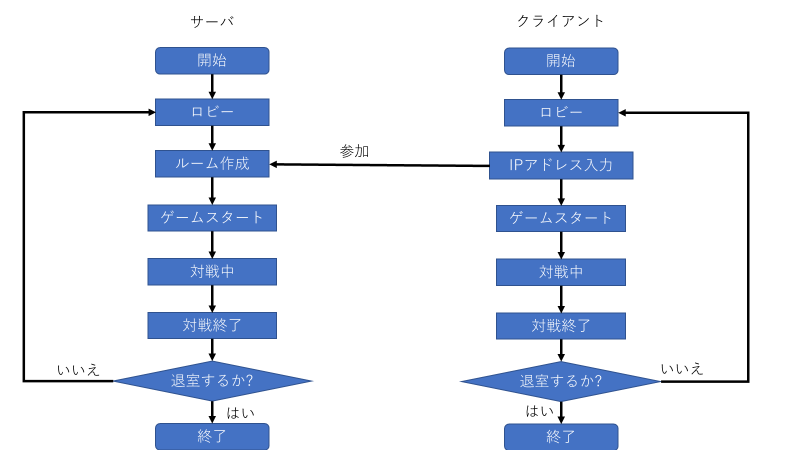 サーバ
開始
ロビー
ルーム作成
ゲームスタート
対戦中
対戦終了
退室するか?
いいえ
はい
終了
参加
クライアント
開始
ロビー
IPアドレス入力
ゲームスタート
対戦中
対戦終了
退室するか?
いいえ
はい
終了